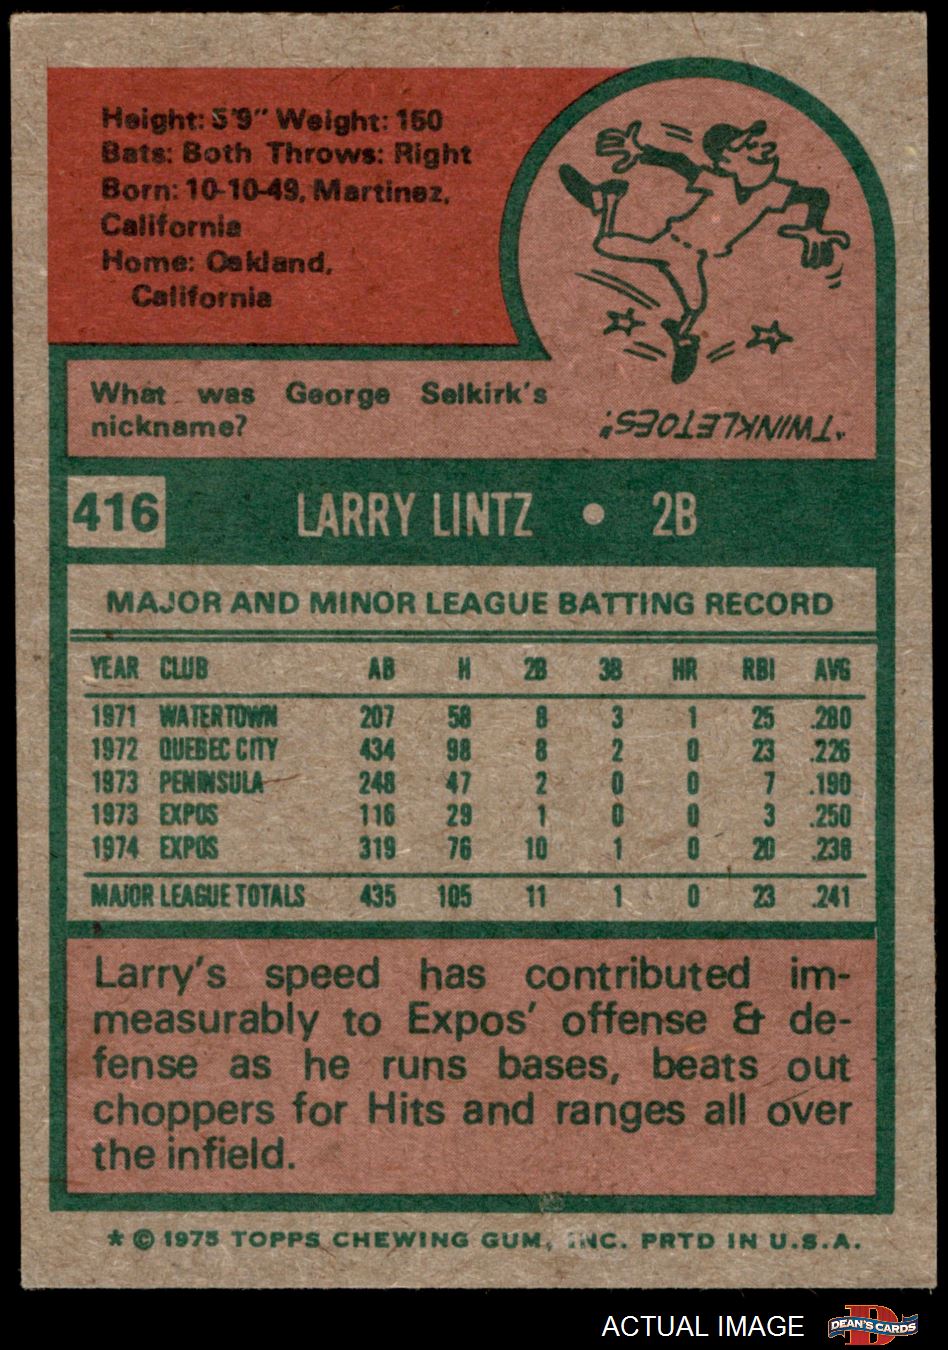 Height: 5'9" Weight: 150
Bats: Both Throws: Right
Born: 10-10-49, Martinez,
California
Home: Oakland,
California
What was George Selkirk's
nickname?
"TWINKLETOES."
416 LARRY LINTZ • 2B
MAJOR AND MINOR LEAGUE BATTING RECORD
YEAR CLUB AB H 2B 3B HR RBI AVG
1971 WATERTOWN 207 58 8 3 1 25 .280
1972 QUEBEC CITY 434 98 8 2 0 23 .226
1973 PENINSULA 248 47 2 0 0 7 .190
1973 EXPOS 116 29 1 0 0 3 .250
1974 EXPOS 319 76 10 1 0 20 .238
MAJOR LEAGUE TOTALS 435 105 11 1 0 23 .241
Larry's speed has contributed im-
measurably to Expos' offense & de-
fense as he runs bases, beats out
choppers for Hits and ranges all over
the infield.
* © 1975 TOPPS CHEWING GUM, INC. PRTD IN U.S.A.
ACTUAL IMAGE
D
DEAN'S CARDS